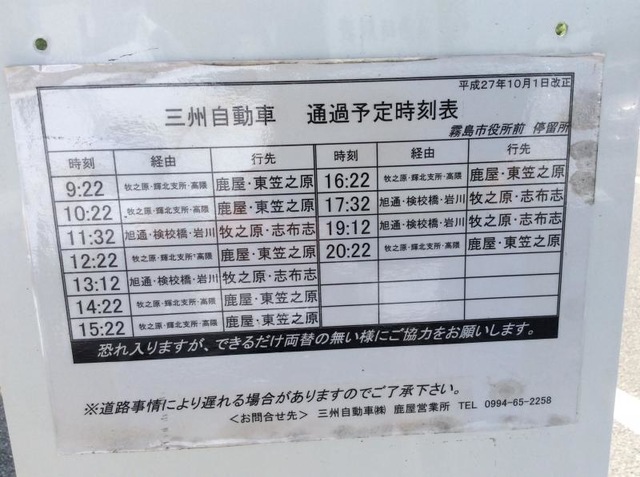 平成27年10月1日改正
三州自動車 通過予定時刻表
霧島市役所前 停留所
時刻 経由 行先 時刻 経由 行先
9:22 牧之原・輝北支所・高隈 鹿屋・東笠之原 16:22 牧之原・輝北支所・高隈 鹿屋・東笠之原
10:22 牧之原・輝北支所・高隈 鹿屋・東笠之原 17:32 旭通・検校橋・岩川 牧之原・志布志
11:32 旭通・検校橋・岩川 牧之原・志布志 19:12 旭通・検校橋・岩川 牧之原・志布志
12:22 牧之原・輝北支所・高隈 鹿屋・東笠之原 20:22 牧之原・輝北支所・高隈 鹿屋・東笠之原
13:12 旭通・検校橋・岩川 牧之原・志布志
14:22 牧之原・輝北支所・高隈 鹿屋・東笠之原
15:22 牧之原・輝北支所・高隈 鹿屋・東笠之原
恐れ入りますが、できるだけ両替の無い様にご協力をお願いします。
※道路事情により遅れる場合がありますのでご了承下さい。
<お問合せ先> 三州自動車㈱ 鹿屋営業所 TEL 0994-65-2258